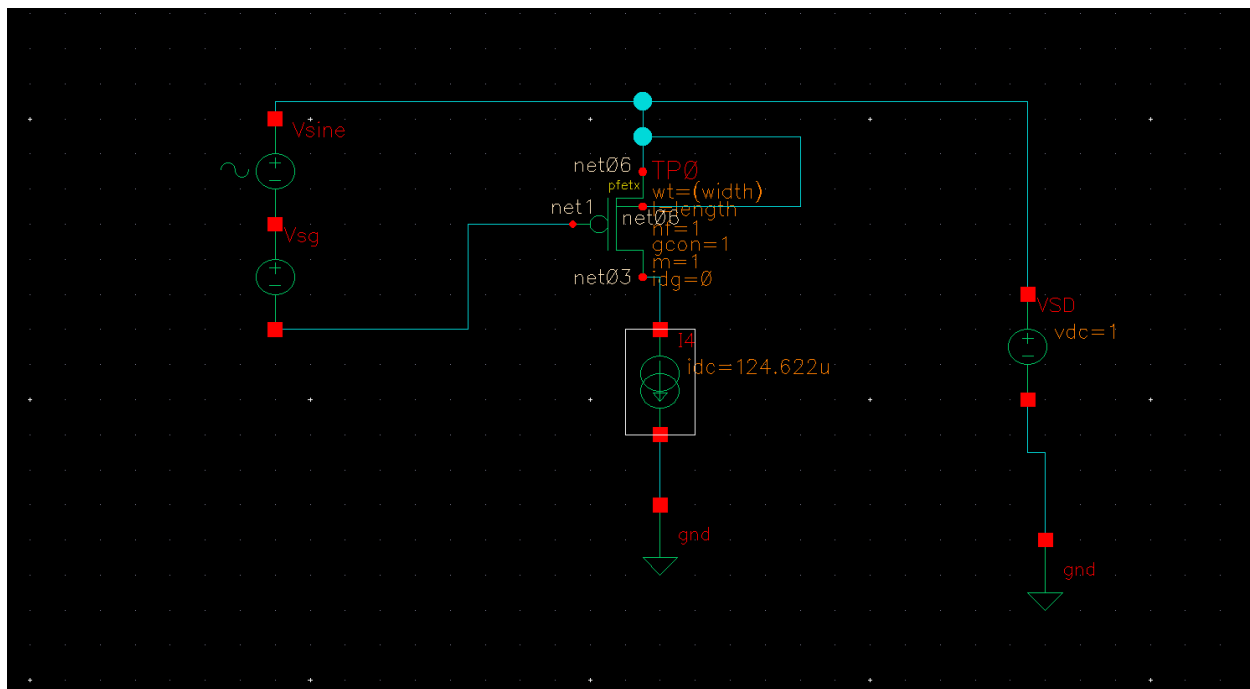 Vsine
Vsg
net06
TP0
pfetx
wt=(width)
net1
l=length
net06
nf=1
gcon=1
m=1
net03
idg=0
I4
idc=124.622u
gnd
VSD
vdc=1
gnd